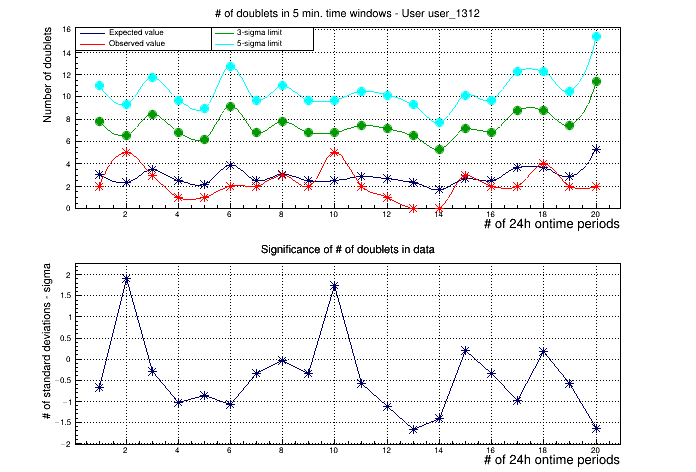 # of doublets in 5 min. time windows - User user_1312
Number of doublets
Expected value
Observed value
3-sigma limit
5-sigma limit
16
14
12
10
8
6
4
2
0
2 4 6 8 10 12 14 16 18 20
# of 24h ontime periods
Significance of # of doublets in data
# of standard deviations - sigma
2
1.5
1
0.5
0
−0.5
−1
−1.5
−2
2 4 6 8 10 12 14 16 18 20
# of 24h ontime periods